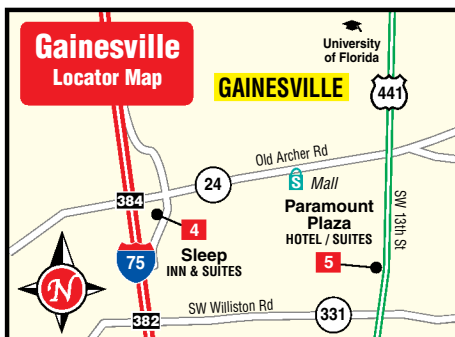 Gainesville
Locator Map
University
of Florida
GAINESVILLE
441
Old Archer Rd
24
S Mall
384
SW 13th St
4
Paramount
Plaza
HOTEL / SUITES
Sleep
INN & SUITES
5
75
N
SW Williston Rd
331
382